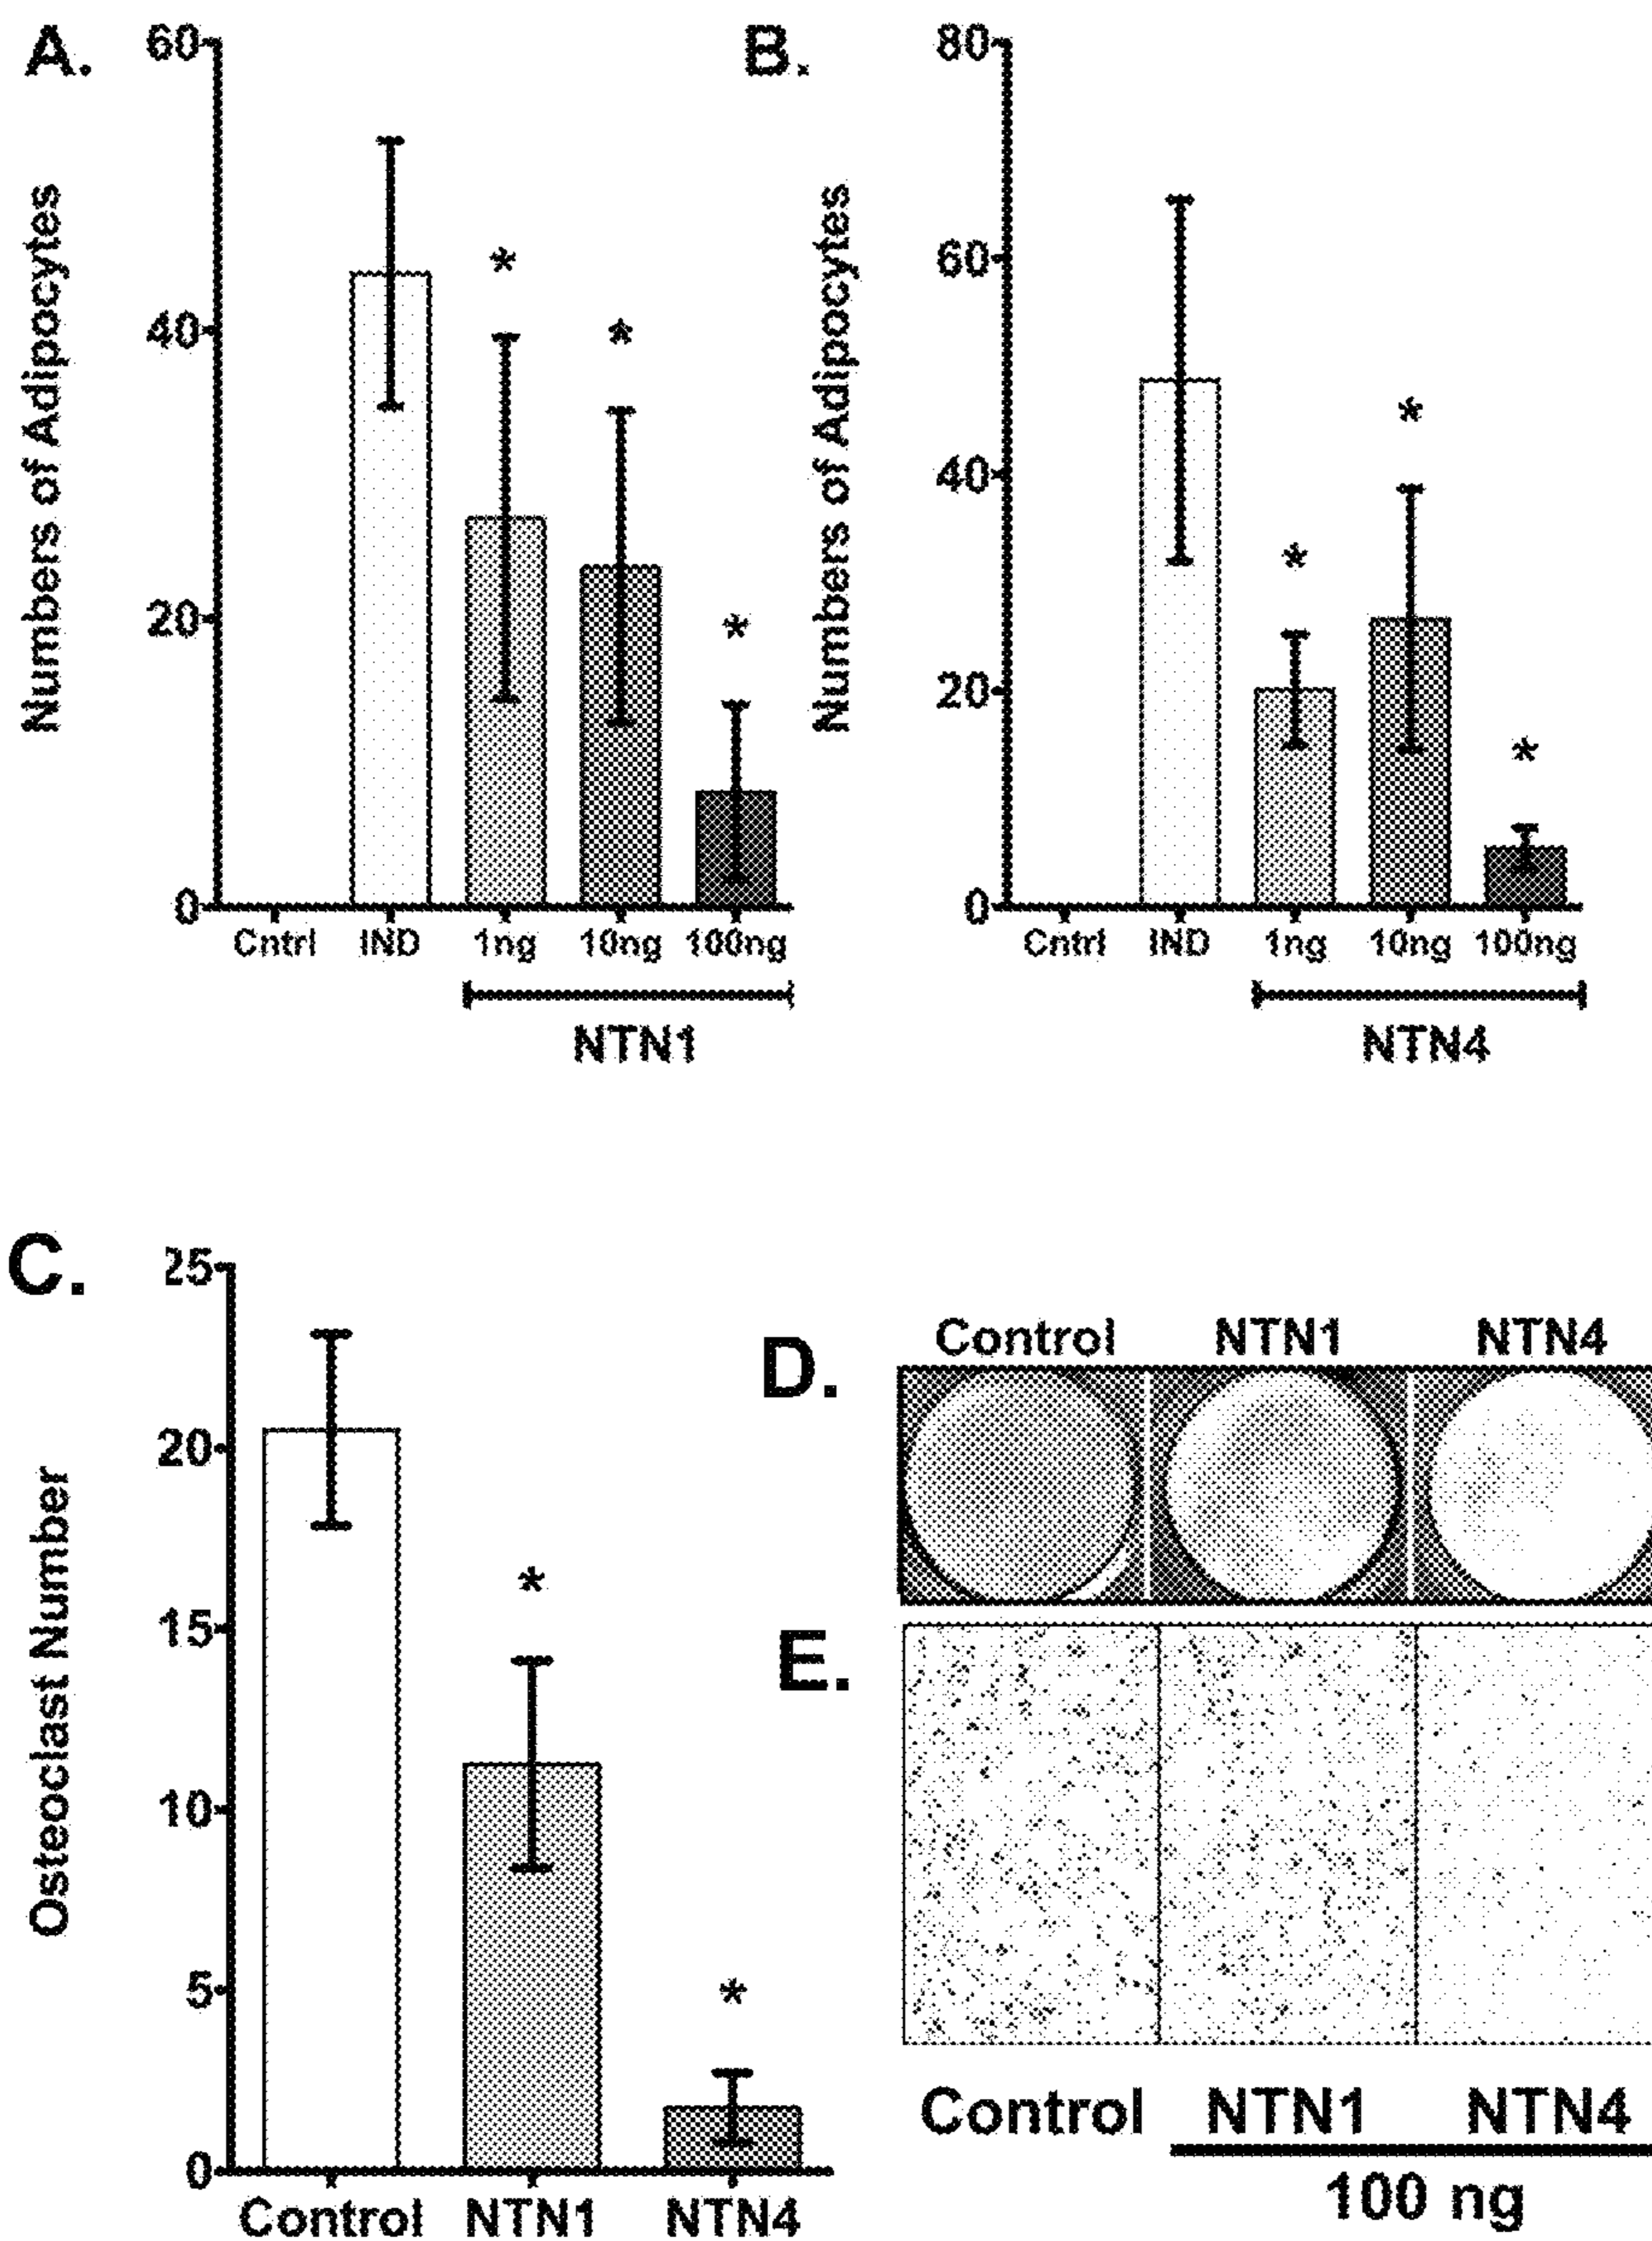 A.
60
40
20
0
Numbers of Adipocytes
*
*
*
Cntrl IND 1ng 10ng 100ng
NTN1
B.
80
60
40
20
0
Numbers of Adipocytes
*
*
*
Cntrl IND 1ng 10ng 100ng
NTN4
C.
25
20
15
10
5
0
Osteoclast Number
*
*
Control NTN1 NTN4
D.
Control NTN1 NTN4
E.
Control NTN1 NTN4
100 ng